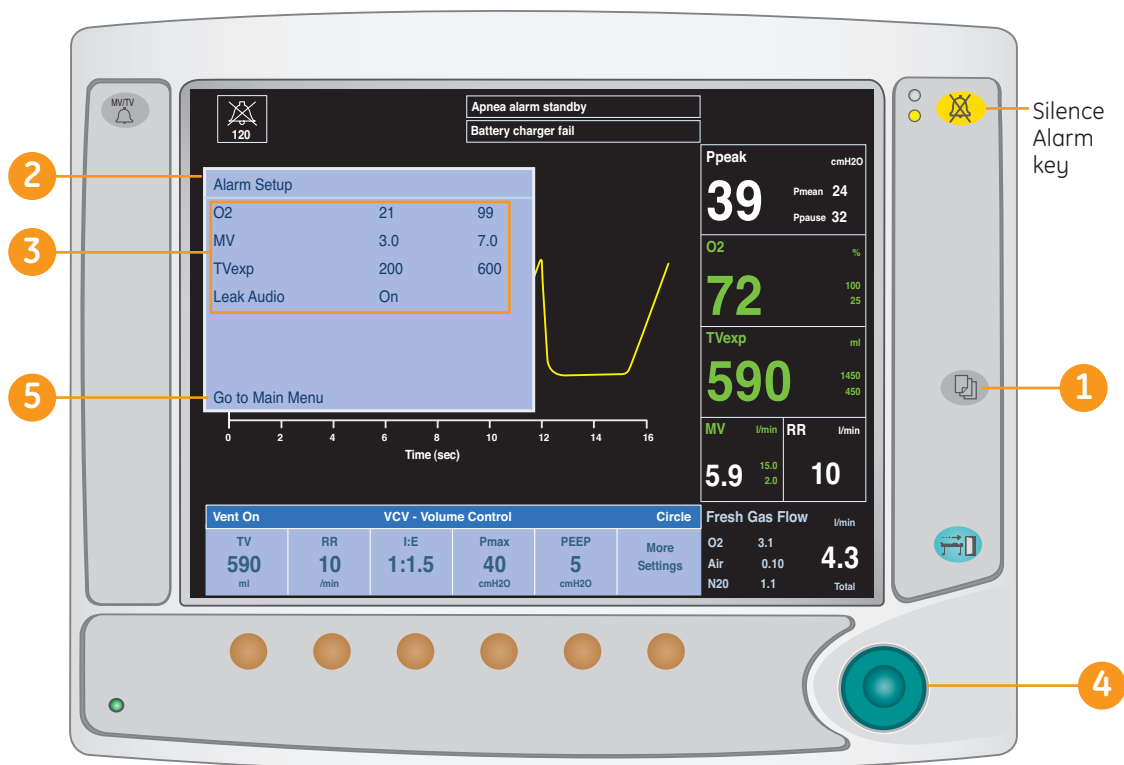 MV/TV
120
Apnea alarm standby
Battery charger fail
Silence
Alarm
key
2
Alarm Setup
3
O2 21 99
MV 3.0 7.0
TVexp 200 600
Leak Audio On
5
Go to Main Menu
0 2 4 6 8 10 12 14 16
Time (sec)
Ppeak cmH2O
39
Pmean 24
Ppause 32
O2 %
72
100
25
TVexp ml
590
1450
450
1
MV l/min
5.9
15.0
2.0
RR l/min
10
Vent On VCV - Volume Control Circle
TV RR I:E Pmax PEEP More
590 10 1:1.5 40 5 Settings
ml /min cmH2O cmH2O
Fresh Gas Flow l/min
O2 3.1
Air 0.10
N20 1.1
4.3
Total
4